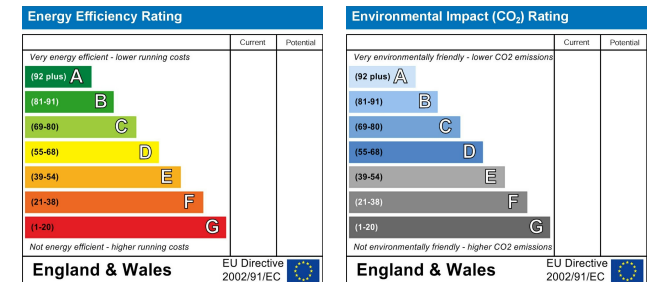 Energy Efficiency Rating
Current Potential
Very energy efficient - lower running costs
(92 plus) A
(81-91) B
(69-80) C
(55-68) D
(39-54) E
(21-38) F
(1-20) G
Not energy efficient - higher running costs
England & Wales
EU Directive
2002/91/EC
Environmental Impact (CO₂) Rating
Current Potential
Very environmentally friendly - lower CO2 emissions
(92 plus) A
(81-91) B
(69-80) C
(55-68) D
(39-54) E
(21-38) F
(1-20) G
Not environmentally friendly - higher CO2 emissions
England & Wales
EU Directive
2002/91/EC